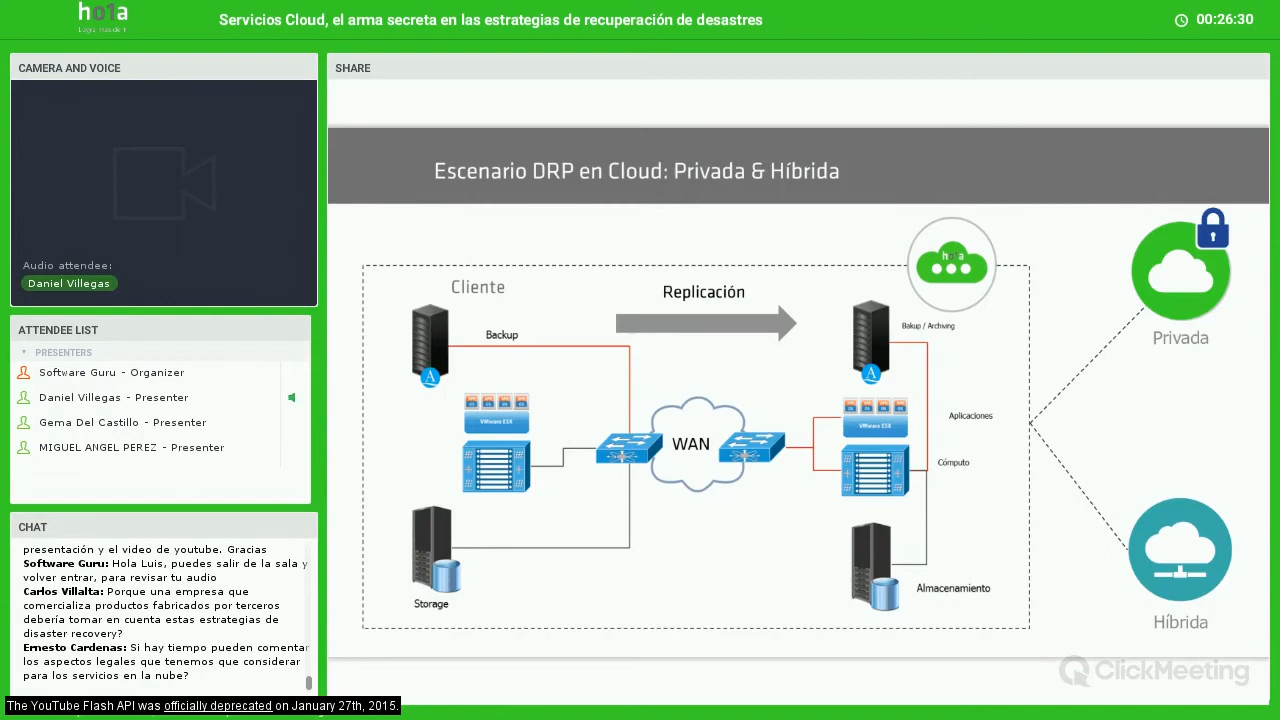 ho1a
Servicios Cloud, el arma secreta en las estrategias de recuperación de desastres
00:26:30
CAMERA AND VOICE
Audio attendee:
Daniel Villegas
ATTENDEE LIST
PRESENTERS
Software Guru - Organizer
Daniel Villegas - Presenter
Gema Del Castillo - Presenter
MIGUEL ANGEL PEREZ - Presenter
CHAT
presentación y el video de youtube. Gracias
Software Guru: Hola Luis, puedes salir de la sala y
volver entrar, para revisar tu audio
Carlos Villalta: Porque una empresa que
comercializa productos fabricados por terceros
debería tomar en cuenta estas estrategias de
disaster recovery?
Ernesto Cardenas: Si hay tiempo pueden comentar
los aspectos legales que tenemos que considerar
para los servicios en la nube?
The YouTube Flash API was officially deprecated on January 27th, 2015.
SHARE
Escenario DRP en Cloud: Privada & Híbrida
Cliente
Replicación
ho1a
Backup
Bakup / Archiving
A
A
VMware ESX
VMware ESX
Aplicaciones
WAN
Cómputo
Storage
Almacenamiento
Privada
Híbrida
ClickMeeting